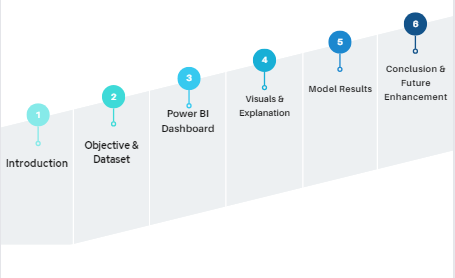 1
Introduction
2
Objective &
Dataset
3
Power BI
Dashboard
4
Visuals &
Explanation
5
Model Results
6
Conclusion &
Future
Enhancement